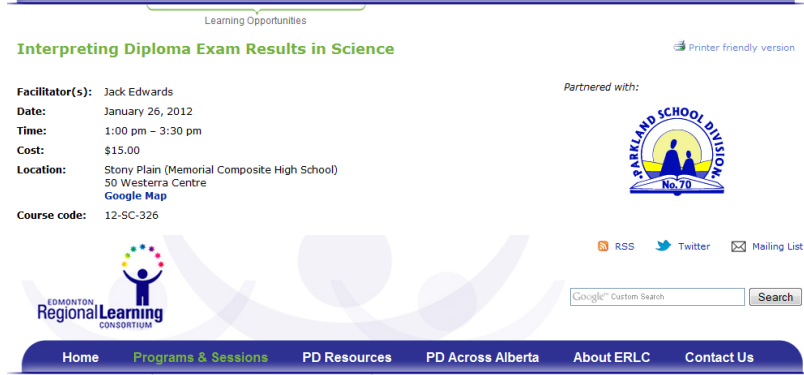 Learning Opportunities
Interpreting Diploma Exam Results in Science
Printer friendly version
Facilitator(s): Jack Edwards
Date: January 26, 2012
Time: 1:00 pm – 3:30 pm
Cost: $15.00
Location: Stony Plain (Memorial Composite High School)
50 Westerra Centre
Google Map
Course code: 12-SC-326
Partnered with:
PARKLAND SCHOOL DIVISION
No. 70
RSS Twitter Mailing List
EDMONTON
Regional Learning
CONSORTIUM
Google™ Custom Search Search
Home Programs & Sessions PD Resources PD Across Alberta About ERLC Contact Us